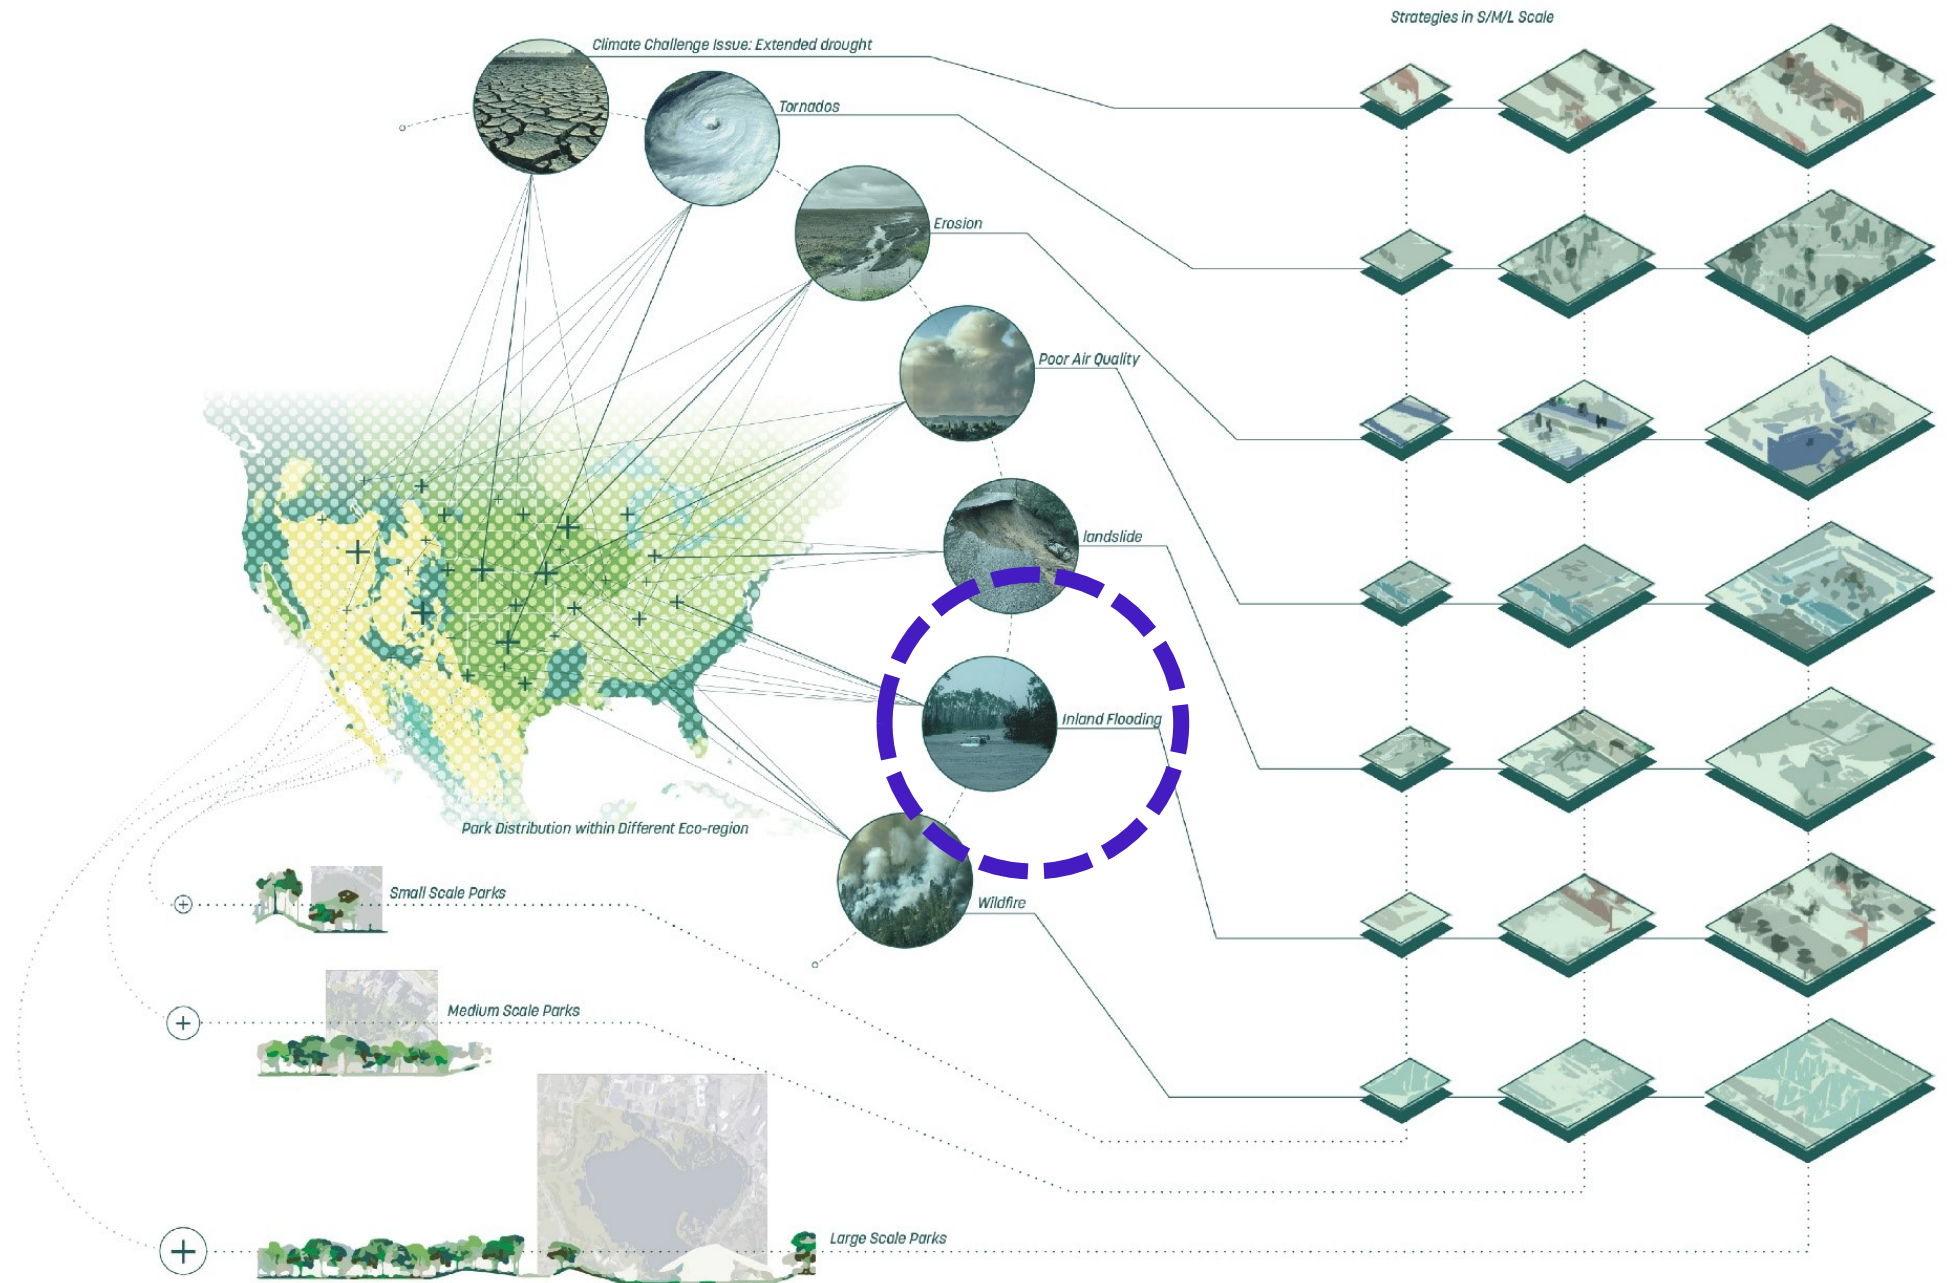 Strategies in S/M/L Scale
Climate Challenge Issue: Extended drought
Tornados
Erosion
Poor Air Quality
landslide
Inland Flooding
Park Distribution within Different Eco-region
Small Scale Parks
Wildfire
Medium Scale Parks
Large Scale Parks